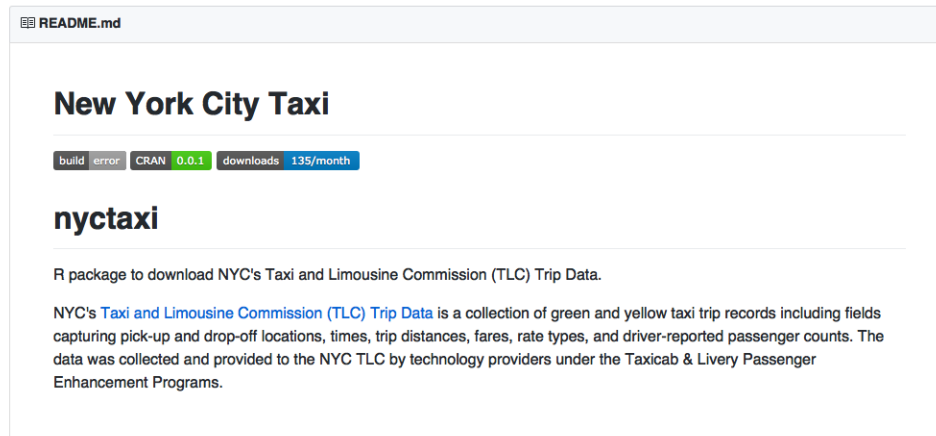 README.md
New York City Taxi
build error CRAN 0.0.1 downloads 135/month
nyctaxi
R package to download NYC's Taxi and Limousine Commission (TLC) Trip Data.
NYC's Taxi and Limousine Commission (TLC) Trip Data is a collection of green and yellow taxi trip records including fields
capturing pick-up and drop-off locations, times, trip distances, fares, rate types, and driver-reported passenger counts. The
data was collected and provided to the NYC TLC by technology providers under the Taxicab & Livery Passenger
Enhancement Programs.